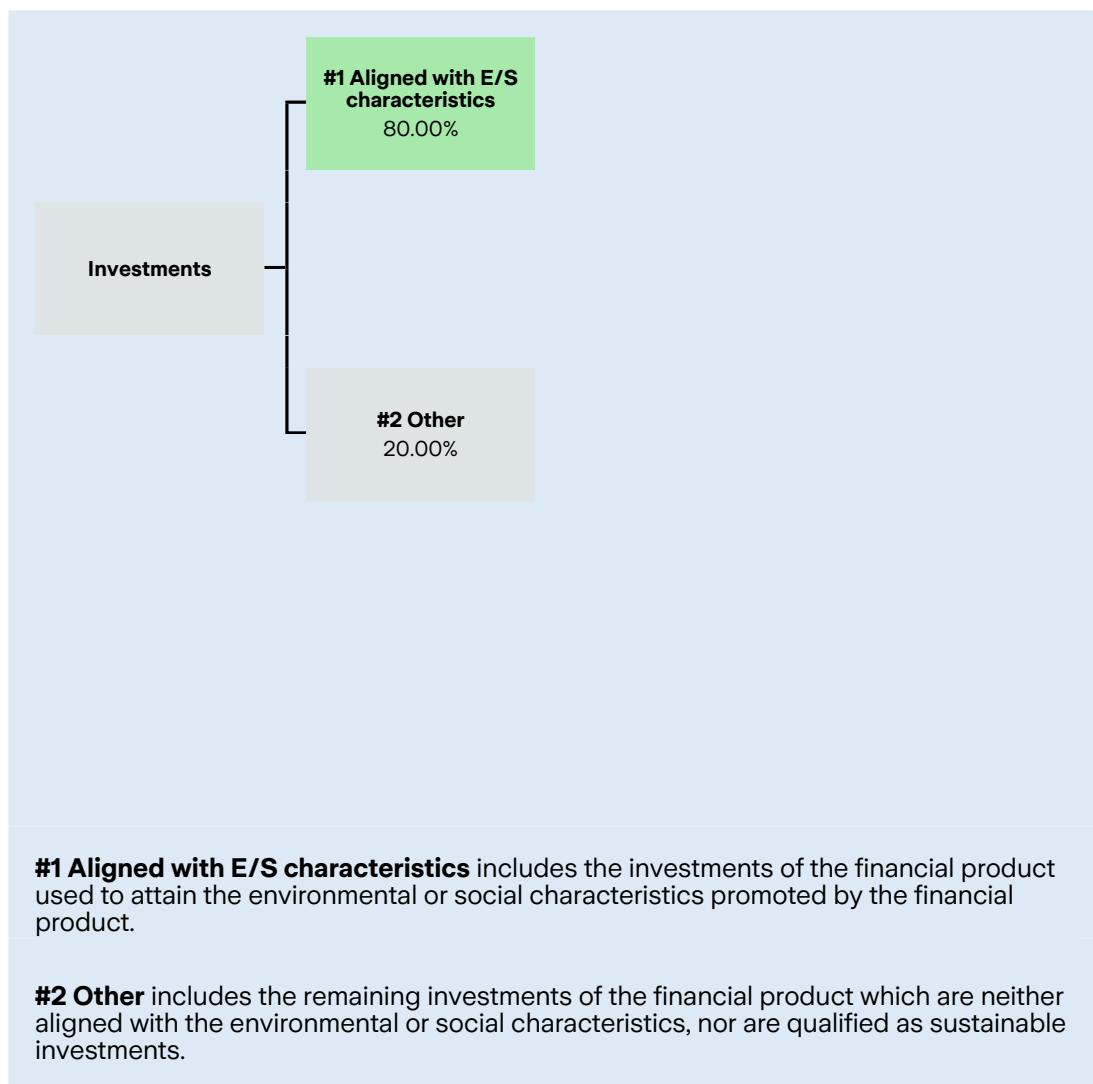 #1 Aligned with E/S
characteristics
80.00%
Investments
#2 Other
20.00%
#1 Aligned with E/S characteristics includes the investments of the financial product
used to attain the environmental or social characteristics promoted by the financial
product.
#2 Other includes the remaining investments of the financial product which are neither
aligned with the environmental or social characteristics, nor are qualified as sustainable
investments.